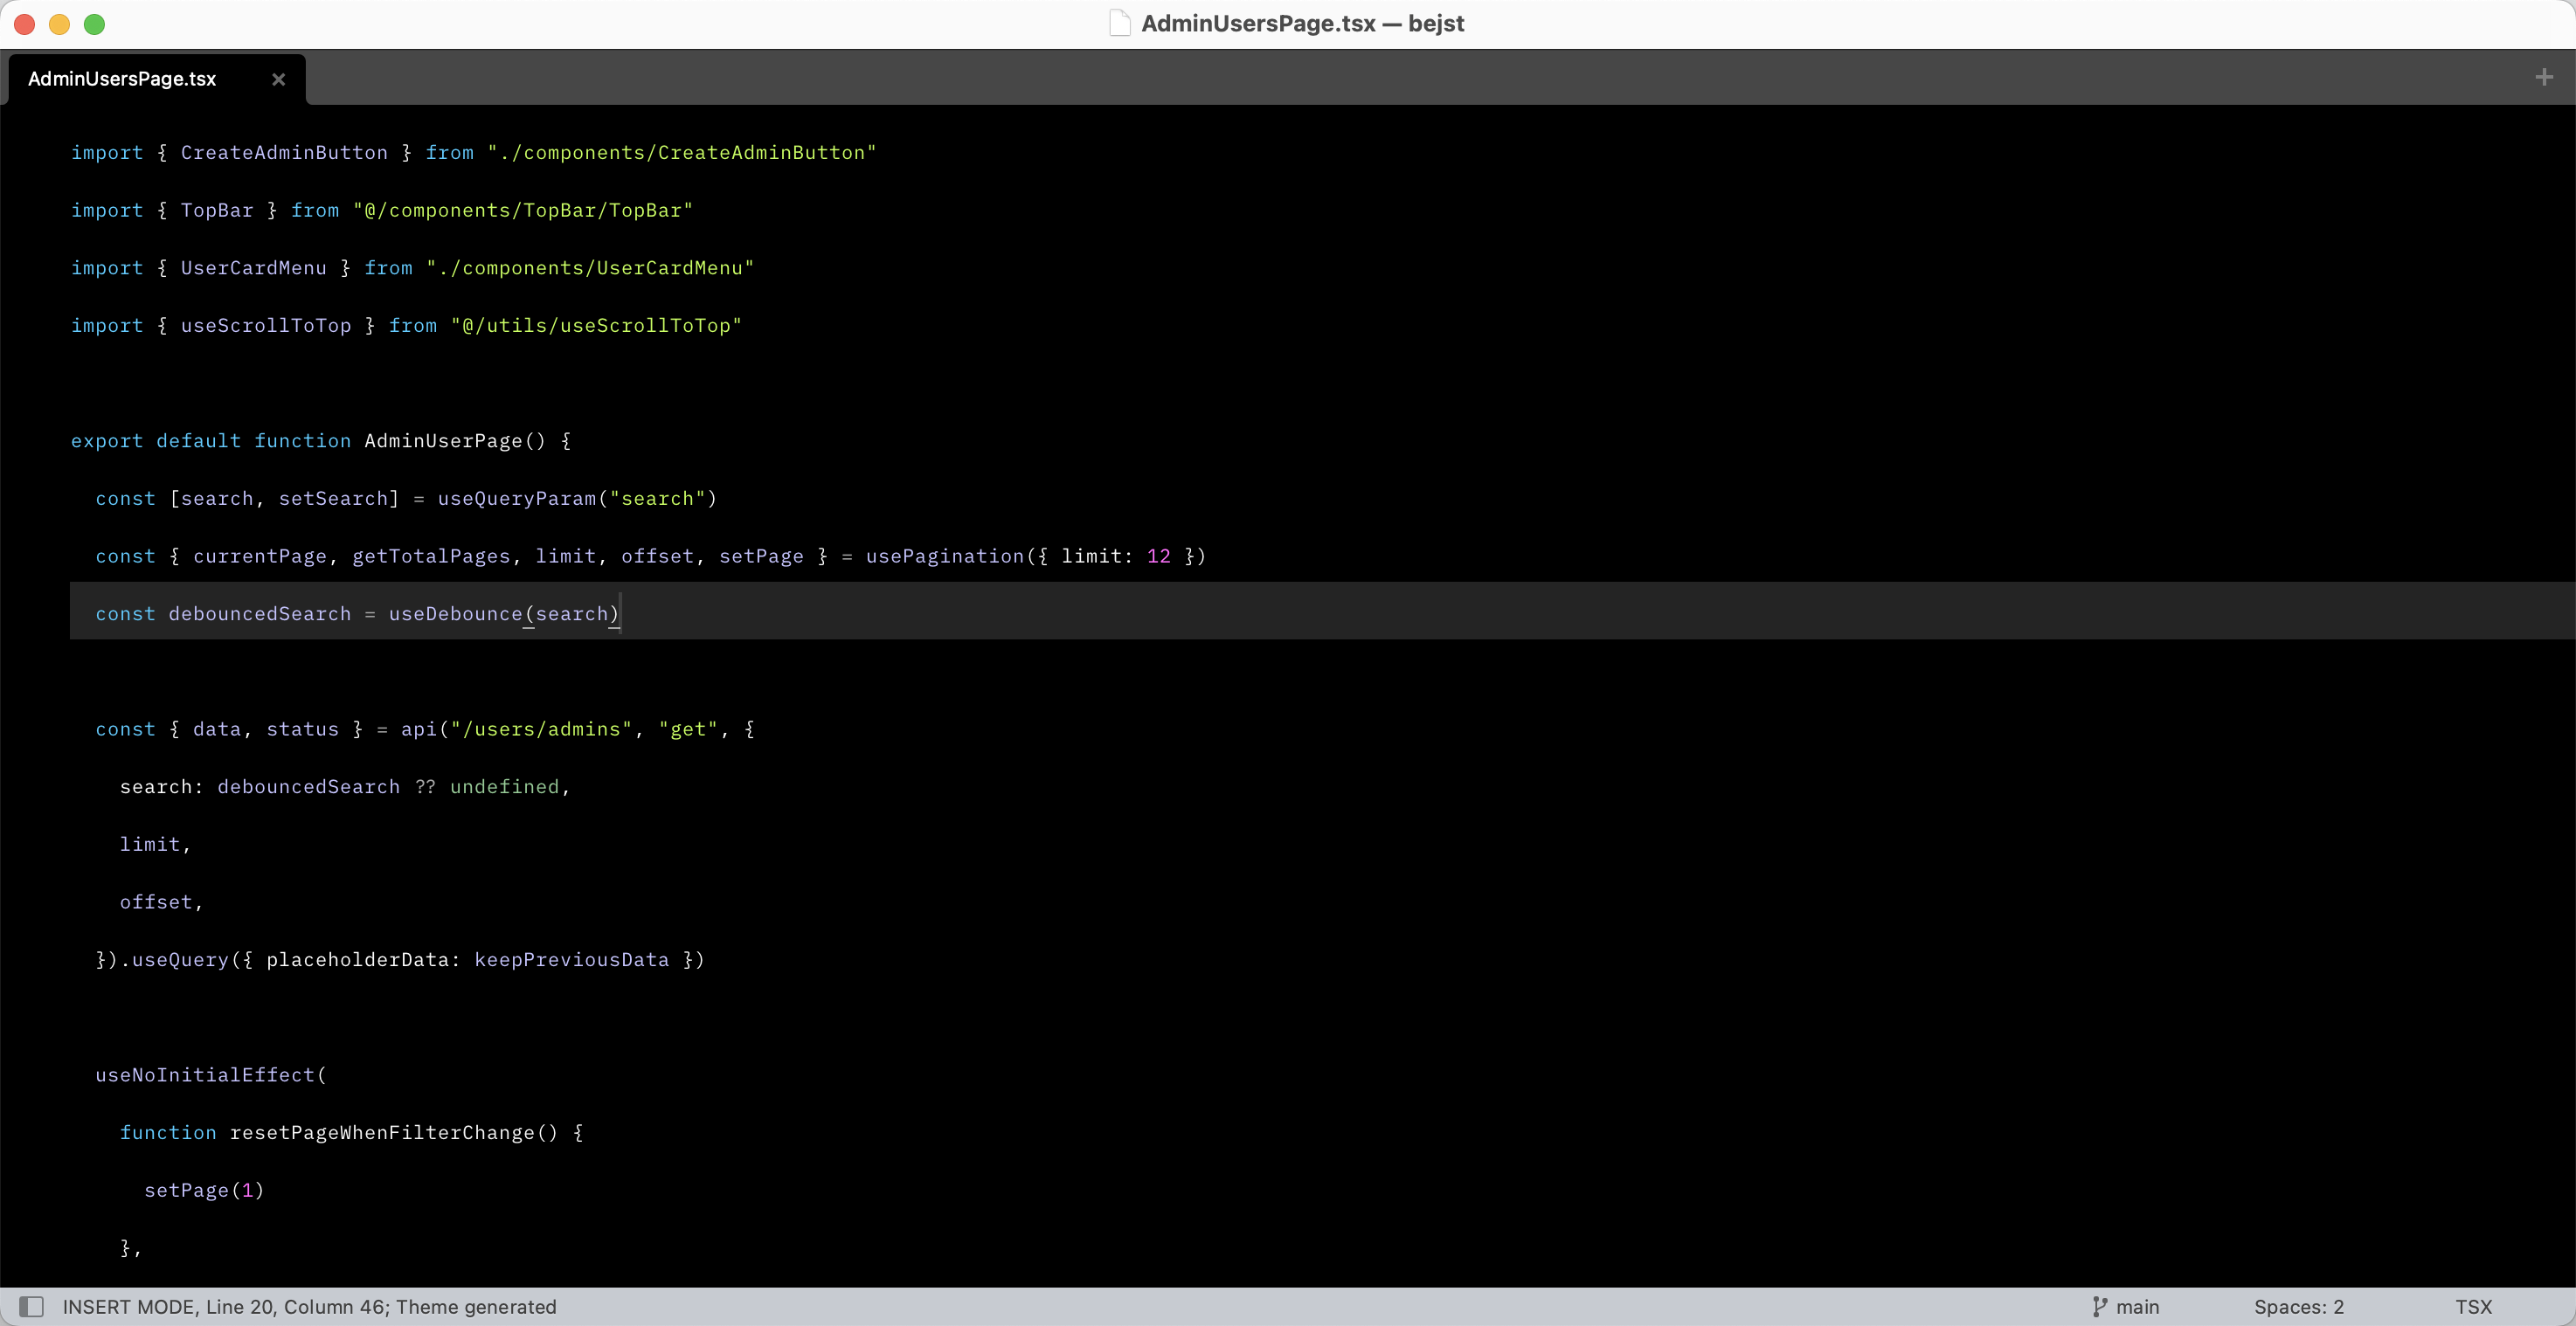 AdminUsersPage.tsx — bejst
AdminUsersPage.tsx
import { CreateAdminButton } from "./components/CreateAdminButton"
import { TopBar } from "@/components/TopBar/TopBar"
import { UserCardMenu } from "./components/UserCardMenu"
import { useScrollToTop } from "@/utils/useScrollToTop"
export default function AdminUserPage() {
  const [search, setSearch] = useQueryParam("search")
  const { currentPage, getTotalPages, limit, offset, setPage } = usePagination({ limit: 12 })
  const debouncedSearch = useDebounce(search)
  const { data, status } = api("/users/admins", "get", {
    search: debouncedSearch ?? undefined,
    limit,
    offset,
  }).useQuery({ placeholderData: keepPreviousData })
  useNoInitialEffect(
    function resetPageWhenFilterChange() {
      setPage(1)
    },
INSERT MODE, Line 20, Column 46; Theme generated
main
Spaces: 2
TSX